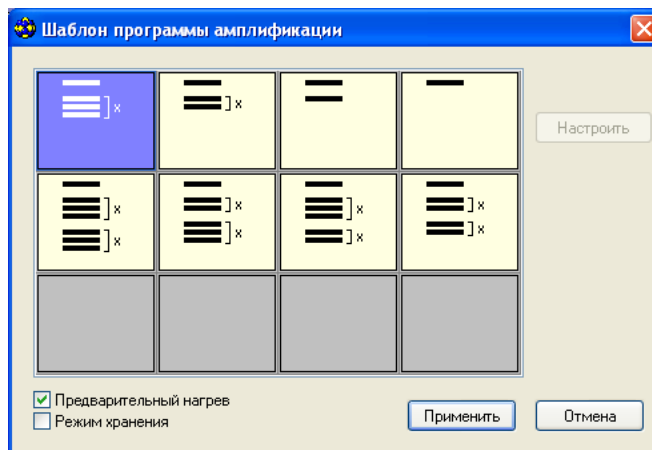 Шаблон программы амплификации
x
x
Настроить
x
x
x
x
x
x
x
x
Предварительный нагрев
Режим хранения
Применить
Отмена